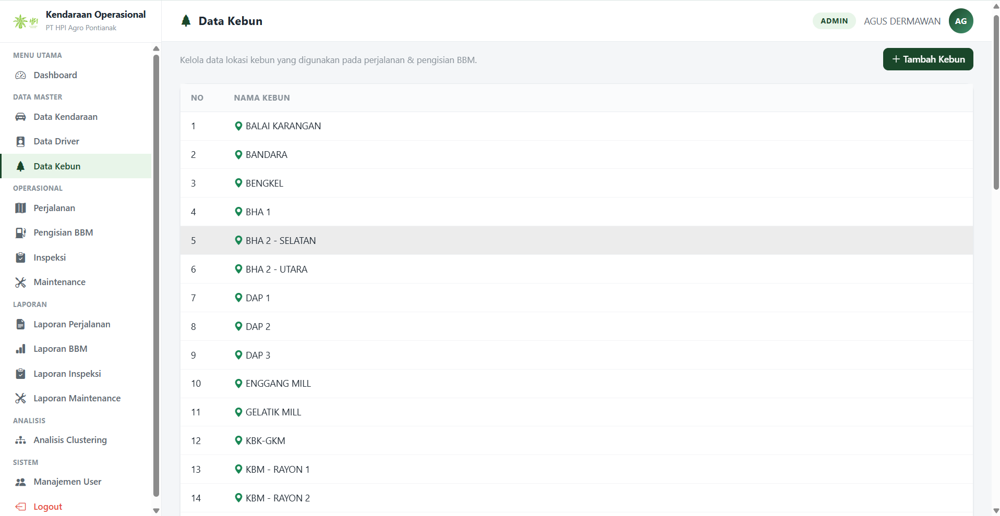 HPI
Kendaraan Operasional
PT HPI Agro Pontianak
MENU UTAMA
Dashboard
DATA MASTER
Data Kendaraan
Data Driver
Data Kebun
OPERASIONAL
Perjalanan
Pengisian BBM
Inspeksi
Maintenance
LAPORAN
Laporan Perjalanan
Laporan BBM
Laporan Inspeksi
Laporan Maintenance
ANALISIS
Analisis Clustering
SISTEM
Manajemen User
Logout
Data Kebun
ADMIN AGUS DERMAWAN AG
Kelola data lokasi kebun yang digunakan pada perjalanan & pengisian BBM.
+ Tambah Kebun
NO NAMA KEBUN
1 BALAI KARANGAN
2 BANDARA
3 BENGKEL
4 BHA 1
5 BHA 2 - SELATAN
6 BHA 2 - UTARA
7 DAP 1
8 DAP 2
9 DAP 3
10 ENGGANG MILL
11 GELATIK MILL
12 KBK-GKM
13 KBM - RAYON 1
14 KBM - RAYON 2